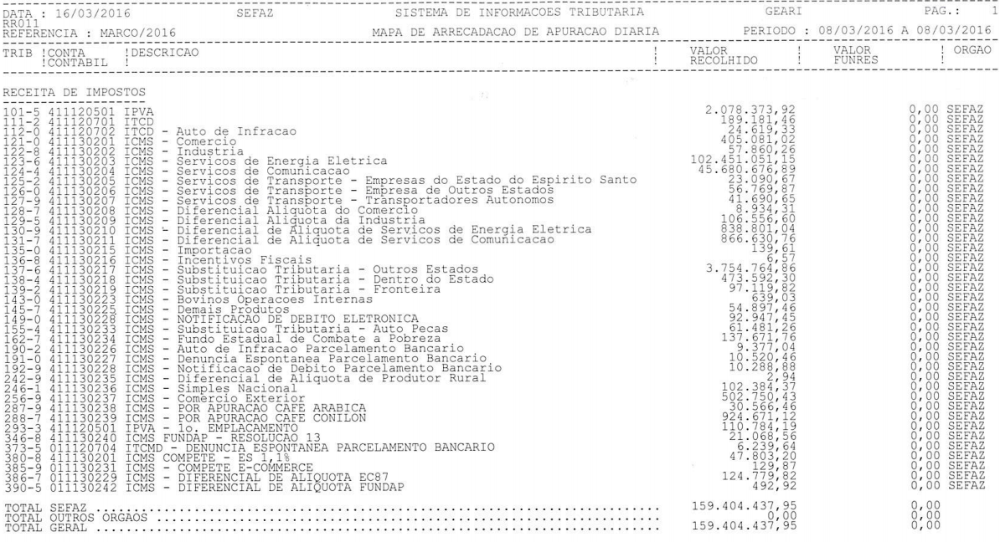 DATA : 16/03/2016 SEFAZ SISTEMA DE INFORMACOES TRIBUTARIA GEARI PAG.: 1
RR011
REFERENCIA : MARCO/2016 MAPA DE ARRECADACAO DE APURACAO DIARIA PERIODO : 08/03/2016 A 08/03/2016
TRIB !CONTA !DESCRICAO ! VALOR ! VALOR ! ORGAO
!CONTABIL ! ! RECOLHIDO ! FUNRES !
RECEITA DE IMPOSTOS
101-5 411120501 IPVA 2.078.373,92 0,00 SEFAZ
111-2 411120701 ITCD 189.181,46 0,00 SEFAZ
112-0 411120702 ITCD - Auto de Infracao 24.619,33 0,00 SEFAZ
121-0 411130201 ICMS - Comercio 405.081,02 0,00 SEFAZ
122-8 411130202 ICMS - Industria 57.860,26 0,00 SEFAZ
123-6 411130203 ICMS - Servicos de Energia Eletrica 102.451.051,15 0,00 SEFAZ
124-4 411130204 ICMS - Servicos de Comunicacao 45.680.676,89 0,00 SEFAZ
125-2 411130205 ICMS - Servicos de Transporte - Empresas do Estado do Espirito Santo 23.090,67 0,00 SEFAZ
126-0 411130206 ICMS - Servicos de Transporte - Empresa de Outros Estados 56.769,87 0,00 SEFAZ
127-9 411130207 ICMS - Servicos de Transporte - Transportadores Autonomos 41.690,65 0,00 SEFAZ
128-7 411130208 ICMS - Diferencial Aliquota do Comercio 8.934,31 0,00 SEFAZ
129-5 411130209 ICMS - Diferencial Aliquota da Industria 106.556,60 0,00 SEFAZ
130-9 411130210 ICMS - Diferencial de Aliquota de Servicos de Energia Eletrica 838.801,04 0,00 SEFAZ
131-7 411130211 ICMS - Diferencial de Aliquota de Servicos de Comunicacao 866.630,76 0,00 SEFAZ
135-0 411130215 ICMS - Importacao 139,61 0,00 SEFAZ
136-8 411130216 ICMS - Incentivos Fiscais 6,57 0,00 SEFAZ
137-6 411130217 ICMS - Substituicao Tributaria - Outros Estados 3.754.764,86 0,00 SEFAZ
138-4 411130218 ICMS - Substituicao Tributaria - Dentro do Estado 473.592,30 0,00 SEFAZ
139-2 411130219 ICMS - Substituicao Tributaria - Fronteira 97.119,82 0,00 SEFAZ
143-0 411130223 ICMS - Bovinos Operacoes Internas 639,03 0,00 SEFAZ
145-7 411130225 ICMS - Demais Produtos 54.897,46 0,00 SEFAZ
149-0 411130228 ICMS - NOTIFICACAO DE DEBITO ELETRONICA 92.947,45 0,00 SEFAZ
155-4 411130233 ICMS - Substituicao Tributaria - Auto Pecas 61.481,26 0,00 SEFAZ
162-7 411130234 ICMS - Fundo Estadual de Combate a Pobreza 137.671,76 0,00 SEFAZ
190-2 411130226 ICMS - Auto de Infracao Parcelamento Bancario 9.377,04 0,00 SEFAZ
191-0 411130227 ICMS - Denuncia Espontanea Parcelamento Bancario 10.520,46 0,00 SEFAZ
192-9 411130228 ICMS - Notificacao de Debito Parcelamento Bancario 10.288,88 0,00 SEFAZ
242-9 411130235 ICMS - Diferencial de Aliquota de Produtor Rural 2,94 0,00 SEFAZ
246-1 411130236 ICMS - Simples Nacional 102.384,37 0,00 SEFAZ
256-9 411130237 ICMS - Comercio Exterior 502.750,43 0,00 SEFAZ
287-9 411130238 ICMS - POR APURACAO CAFE ARABICA 30.566,46 0,00 SEFAZ
288-7 411130239 ICMS - POR APURACAO CAFE CONILON 924.671,12 0,00 SEFAZ
293-3 411120501 IPVA - 1o. EMPLACAMENTO 110.784,19 0,00 SEFAZ
346-8 411130240 ICMS FUNDAP - RESOLUCAO 13 21.068,56 0,00 SEFAZ
373-5 011120704 ITCMD - DENUNCIA ESPONTANEA PARCELAMENTO BANCARIO 6.239,64 0,00 SEFAZ
380-8 411130201 ICMS COMPETE - ES 1,1% 47.803,20 0,00 SEFAZ
385-9 011130231 ICMS - COMPETE E-COMMERCE 129,87 0,00 SEFAZ
386-7 011130229 ICMS - DIFERENCIAL DE ALIQUOTA EC87 124.779,82 0,00 SEFAZ
390-5 011130242 ICMS - DIFERENCIAL DE ALIQUOTA FUNDAP 492,92 0,00 SEFAZ
TOTAL SEFAZ ........ 159.404.437,95 0,00
TOTAL OUTROS ORGAOS ........ 0,00 0,00
TOTAL GERAL ........ 159.404.437,95 0,00